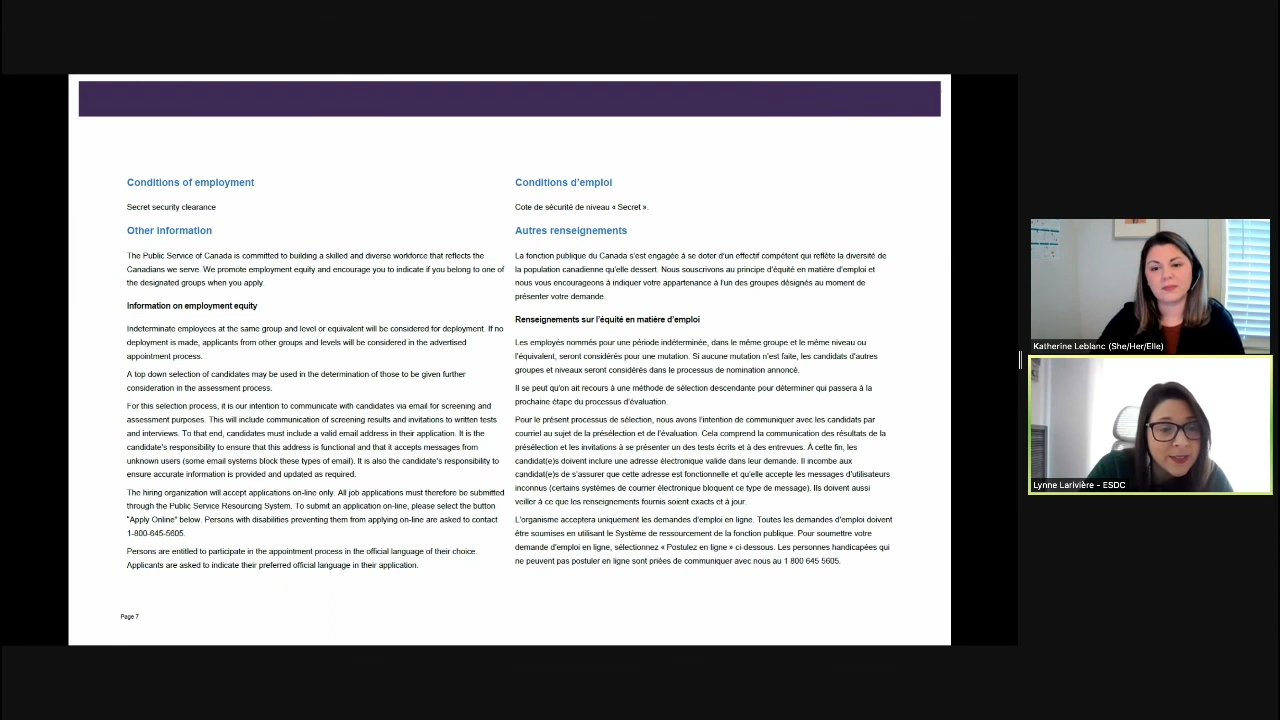 Conditions of employment
Secret security clearance
Other information
The Public Service of Canada is committed to building a skilled and diverse workforce that reflects the
Canadians we serve. We promote employment equity and encourage you to indicate if you belong to one of
the designated groups when you apply.
Information on employment equity
Indeterminate employees at the same group and level or equivalent will be considered for deployment. If no
deployment is made, applicants from other groups and levels will be considered in the advertised
appointment process.
A top down selection of candidates may be used in the determination of those to be given further
consideration in the assessment process.
For this selection process, it is our intention to communicate with candidates via email for screening and
assessment purposes. This will include communication of screening results and invitations to written tests
and interviews. To that end, candidates must include a valid email address in their application. It is the
candidate's responsibility to ensure that this address is functional and that it accepts messages from
unknown users (some email systems block these types of email). It is also the candidate's responsibility to
ensure accurate information is provided and updated as required.
The hiring organization will accept applications on-line only. All job applications must therefore be submitted
through the Public Service Resourcing System. To submit an application on-line, please select the button
"Apply Online" below. Persons with disabilities preventing them from applying on-line are asked to contact
1-800-645-5605.
Persons are entitled to participate in the appointment process in the official language of their choice.
Applicants are asked to indicate their preferred official language in their application.
Page 7
Conditions d'emploi
Cote de sécurité de niveau « Secret ».
Autres renseignements
La fonction publique du Canada s'est engagée à se doter d'un effectif compétent qui reflète la diversité de
la population canadienne qu'elle dessert. Nous souscrivons au principe d'équité en matière d'emploi et
nous vous encourageons à indiquer votre appartenance à l'un des groupes désignés au moment de
présenter votre demande.
Renseignements sur l'équité en matière d'emploi
Les employés nommés pour une période indéterminée, dans le même groupe et le même niveau ou
l'équivalent, seront considérés pour une mutation. Si aucune mutation n'est faite, les candidats d'autres
groupes et niveaux seront considérés dans le processus de nomination annoncé.
Il se peut qu'on ait recours à une méthode de sélection descendante pour déterminer qui passera à la
prochaine étape du processus d'évaluation.
Pour le présent processus de sélection, nous avons l'intention de communiquer avec les candidats par
courriel au sujet de la présélection et de l'évaluation. Cela comprend la communication des résultats de la
présélection et les invitations à se présenter un des tests écrits et à des entrevues. À cette fin, les
candidat(e)s doivent inclure une adresse électronique valide dans leur demande. Il incombe aux
candidat(e)s de s'assurer que cette adresse est fonctionnelle et qu'elle accepte les messages d'utilisateurs
inconnus (certains systèmes de courrier électronique bloquent ce type de message). Ils doivent aussi
veiller à ce que les renseignements fournis soient exacts et à jour.
L'organisme acceptera uniquement les demandes d'emploi en ligne. Toutes les demandes d'emploi doivent
être soumises en utilisant le Système de ressourcement de la fonction publique. Pour soumettre votre
demande d'emploi en ligne, sélectionnez « Postulez en ligne » ci-dessous. Les personnes handicapées qui
ne peuvent pas postuler en ligne sont priées de communiquer avec nous au 1 800 645 5605.
Katherine Leblanc (She/Her/Elle)
Lynne Larivière - ESDC